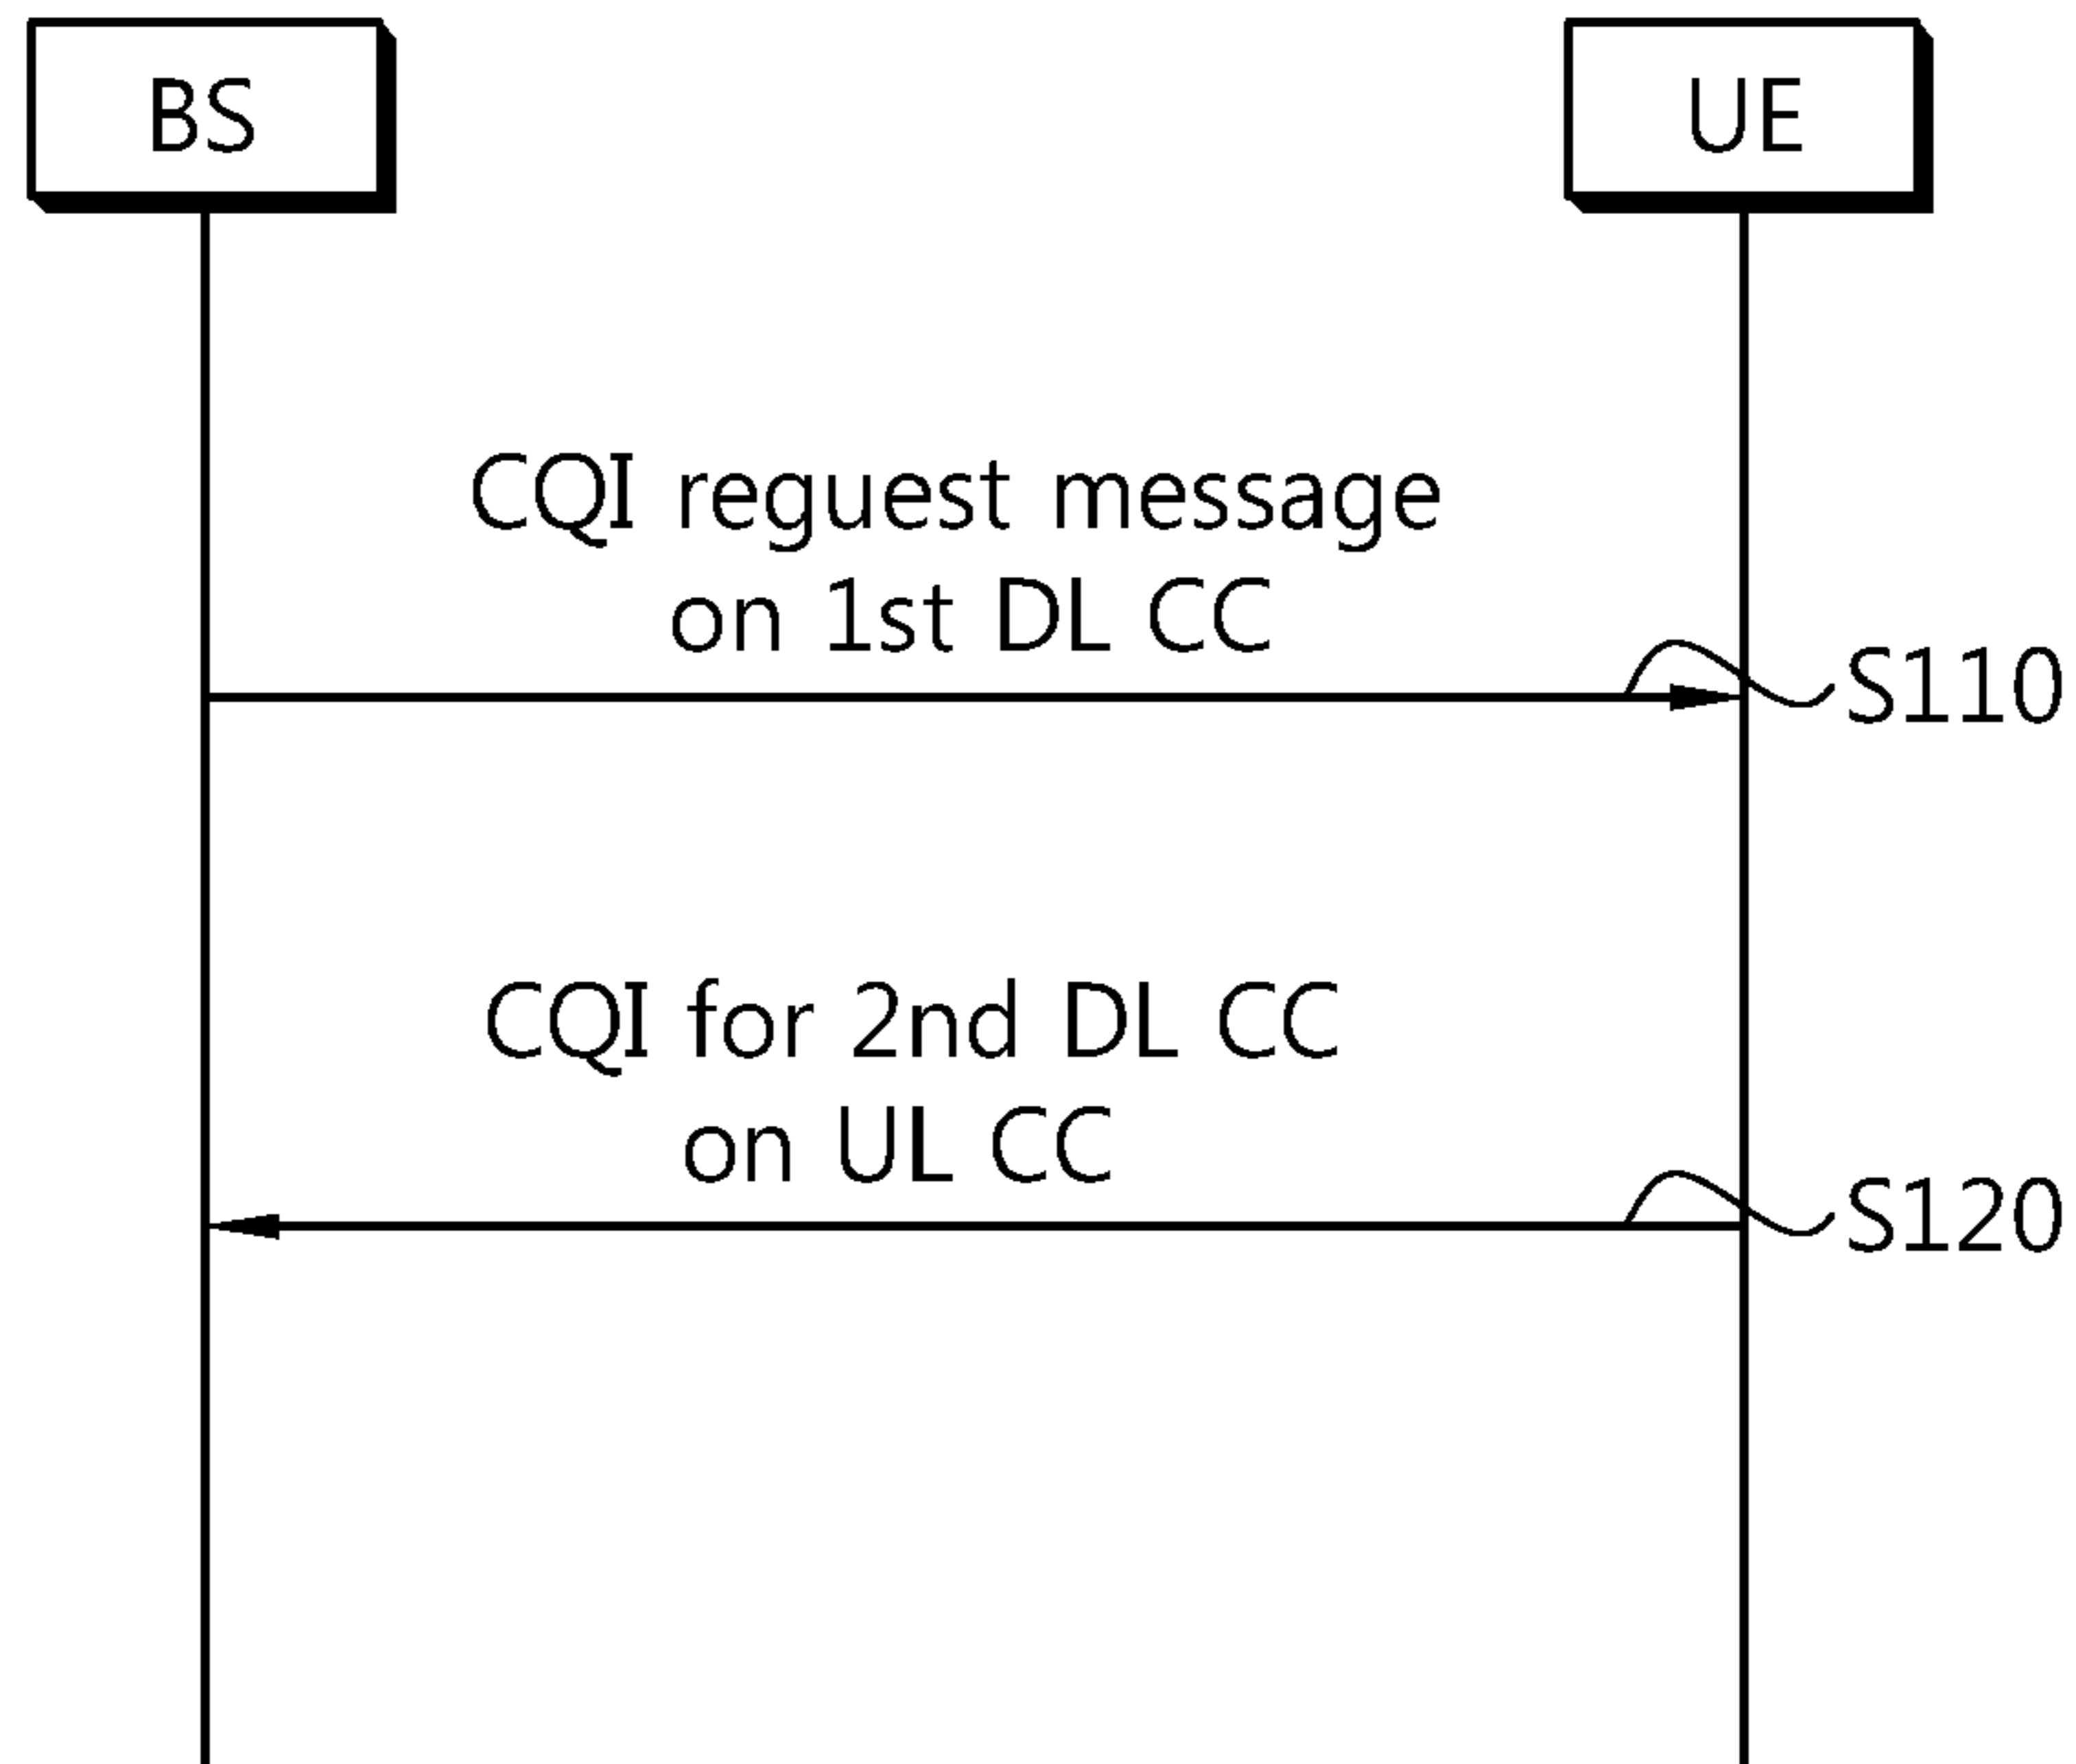 BS
UE
CQI reguest message
on 1st DL CC
S110
CQI for 2nd DL CC
on UL CC
S120